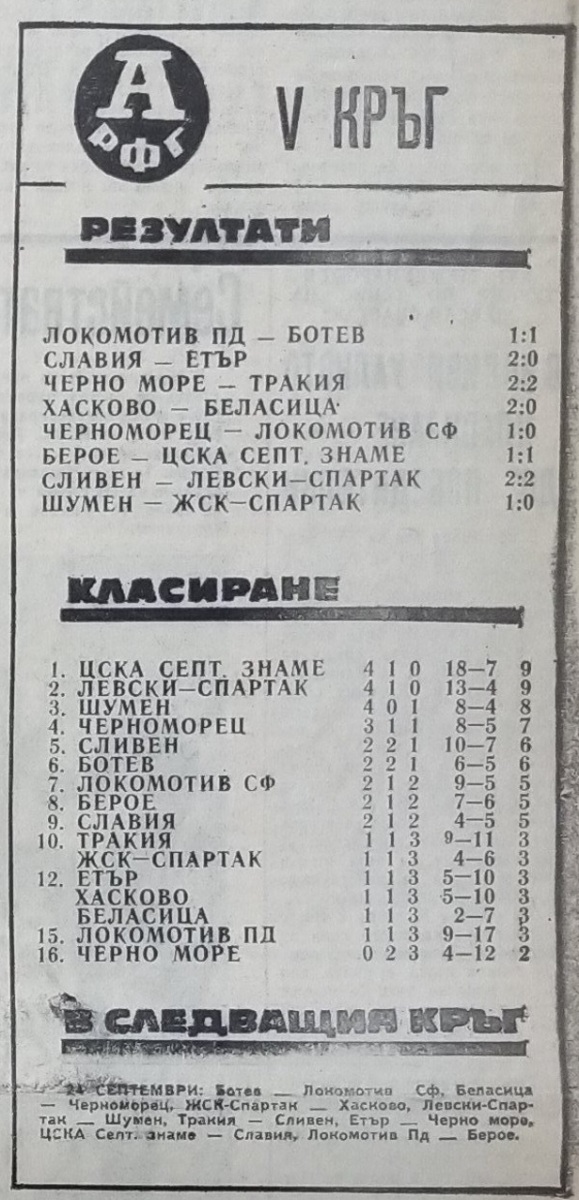 А
РФГ
V КРЪГ
РЕЗУЛТАТИ
ЛОКОМОТИВ ПД — БОТЕВ 1:1
СЛАВИЯ — ЕТЪР 2:0
ЧЕРНО МОРЕ — ТРАКИЯ 2:2
ХАСКОВО — БЕЛАСИЦА 2:0
ЧЕРНОМОРЕЦ — ЛОКОМОТИВ СФ 1:0
БЕРОЕ — ЦСКА СЕПТ. ЗНАМЕ 1:1
СЛИВЕН — ЛЕВСКИ—СПАРТАК 2:2
ШУМЕН — ЖСК—СПАРТАК 1:0
КЛАСИРАНЕ
1. ЦСКА СЕПТ. ЗНАМЕ 4 1 0 18—7 9
2. ЛЕВСКИ—СПАРТАК 4 1 0 13—4 9
3. ШУМЕН 4 0 1 8—4 8
4. ЧЕРНОМОРЕЦ 3 1 1 8—5 7
5. СЛИВЕН 2 2 1 10—7 6
6. БОТЕВ 2 2 1 6—5 6
7. ЛОКОМОТИВ СФ 2 1 2 9—5 5
8. БЕРОЕ 2 1 2 7—6 5
9. СЛАВИЯ 2 1 2 4—5 5
10. ТРАКИЯ 1 1 3 9—11 3
ЖСК—СПАРТАК 1 1 3 4—6 3
12. ЕТЪР 1 1 3 5—10 3
ХАСКОВО 1 1 3 5—10 3
БЕЛАСИЦА 1 1 3 2—7 3
15. ЛОКОМОТИВ ПД 1 1 3 9—17 3
16. ЧЕРНО МОРЕ 0 2 3 4—12 2
В СЛЕДВАЩИЯ КРЪГ
24 СЕПТЕМВРИ: Ботев — Локомотив Сф, Беласица
— Черноморец, ЖСК-Спартак — Хасково, Левски-Спар-
так — Шумен, Тракия — Сливен, Етър — Черно море,
ЦСКА Септ. знаме — Славия, Локомотив Пд — Берое.